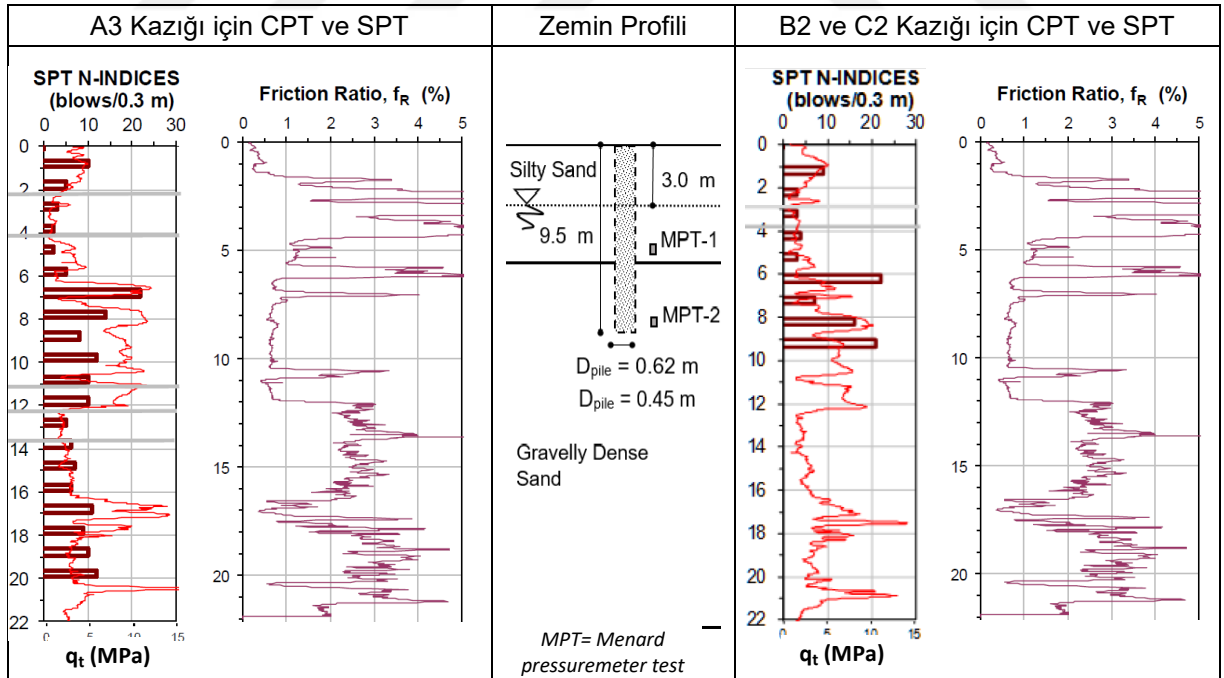 A3 Kazığı için CPT ve SPT
Zemin Profili
B2 ve C2 Kazığı için CPT ve SPT
SPT N-INDICES
(blows/0.3 m)
0 10 20 30
0
2
4
6
8
10
12
14
16
18
20
22
0 5 10 15
qt (MPa)
Friction Ratio, fR (%)
0 1 2 3 4 5
0
5
10
15
20
Silty Sand
3.0 m
9.5 m
MPT-1
MPT-2
Dpile = 0.62 m
Dpile = 0.45 m
Gravelly Dense
Sand
MPT= Menard
pressuremeter test
SPT N-INDICES
(blows/0.3 m)
0 10 20 30
0
2
4
6
8
10
12
14
16
18
20
22
0 5 10 15
qt (MPa)
Friction Ratio, fR (%)
0 1 2 3 4 5
0
5
10
15
20